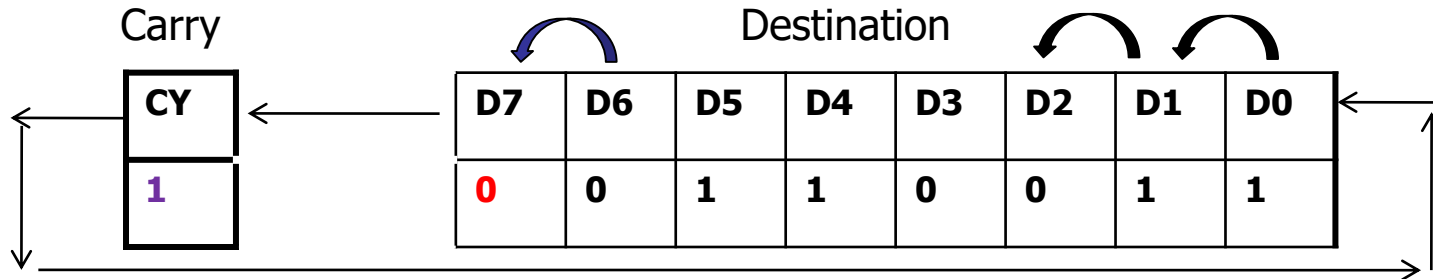 Carry Destination
CY D7 D6 D5 D4 D3 D2 D1 D0
1 0 0 1 1 0 0 1 1